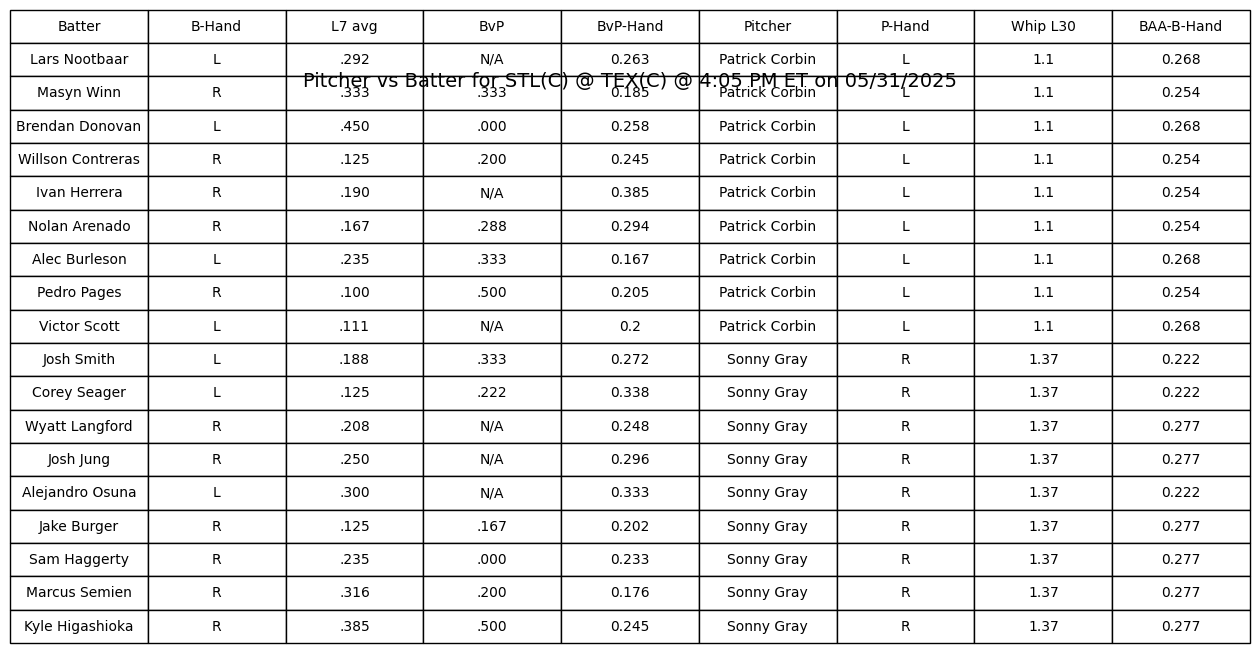 Batter B-Hand L7 avg BvP BvP-Hand Pitcher P-Hand Whip L30 BAA-B-Hand
Lars Nootbaar L .292 N/A 0.263 Patrick Corbin L 1.1 0.268
Pitcher vs Batter for STL(C) @ TEX(C) @ 4:05 PM ET on 05/31/2025
Masyn Winn R .333 .333 0.185 Patrick Corbin L 1.1 0.254
Brendan Donovan L .450 .000 0.258 Patrick Corbin L 1.1 0.268
Willson Contreras R .125 .200 0.245 Patrick Corbin L 1.1 0.254
Ivan Herrera R .190 N/A 0.385 Patrick Corbin L 1.1 0.254
Nolan Arenado R .167 .288 0.294 Patrick Corbin L 1.1 0.254
Alec Burleson L .235 .333 0.167 Patrick Corbin L 1.1 0.268
Pedro Pages R .100 .500 0.205 Patrick Corbin L 1.1 0.254
Victor Scott L .111 N/A 0.2 Patrick Corbin L 1.1 0.268
Josh Smith L .188 .333 0.272 Sonny Gray R 1.37 0.222
Corey Seager L .125 .222 0.338 Sonny Gray R 1.37 0.222
Wyatt Langford R .208 N/A 0.248 Sonny Gray R 1.37 0.277
Josh Jung R .250 N/A 0.296 Sonny Gray R 1.37 0.277
Alejandro Osuna L .300 N/A 0.333 Sonny Gray R 1.37 0.222
Jake Burger R .125 .167 0.202 Sonny Gray R 1.37 0.277
Sam Haggerty R .235 .000 0.233 Sonny Gray R 1.37 0.277
Marcus Semien R .316 .200 0.176 Sonny Gray R 1.37 0.277
Kyle Higashioka R .385 .500 0.245 Sonny Gray R 1.37 0.277